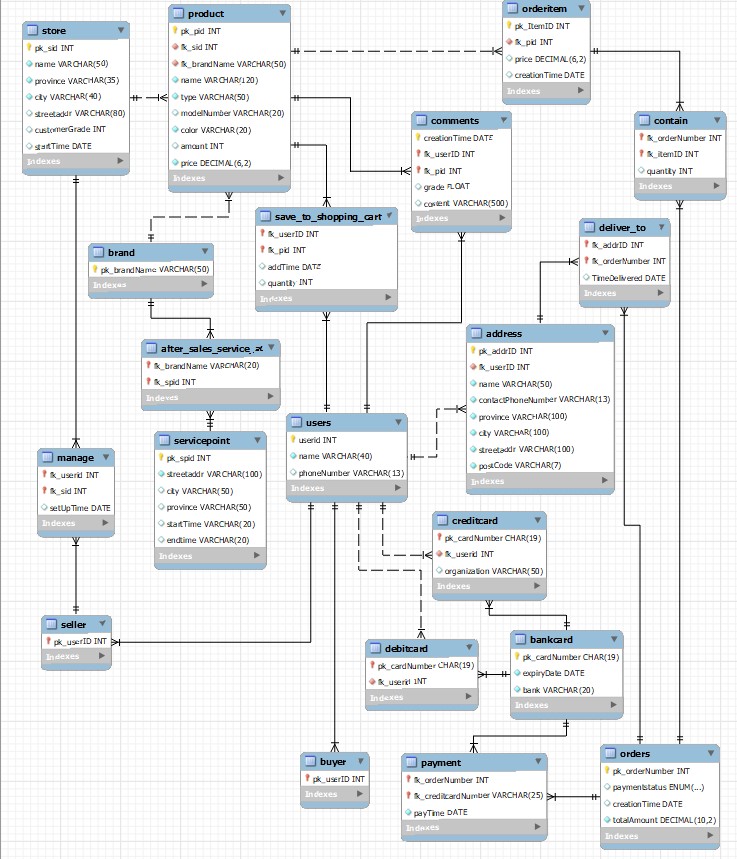 store
pk_sid INT
name VARCHAR(50)
province VARCHAR(35)
city VARCHAR(40)
streetaddr VARCHAR(80)
customerGrade INT
startTime DATE
Indexes
product
pk_pid INT
fk_sid INT
fk_brandName VARCHAR(50)
name VARCHAR(120)
type VARCHAR(50)
modelNumber VARCHAR(20)
color VARCHAR(20)
amount INT
price DECIMAL(6,2)
Indexes
orderitem
pk_itemID INT
fk_pid INT
price DECIMAL(6,2)
creationTime DATE
Indexes
comments
creationTime DATE
fk_userID INT
fk_pid INT
grade FLOAT
content VARCHAR(500)
Indexes
contain
fk_orderNumber INT
fk_itemID INT
quantity INT
Indexes
save_to_shopping_cart
fk_userID INT
fk_pid INT
addTime DATE
quantity INT
Indexes
deliver_to
fk_addrID INT
fk_orderNumber INT
TimeDelivered DATE
Indexes
brand
pk_brandName VARCHAR(50)
Indexes
address
pk_addrID INT
fk_userID INT
name VARCHAR(50)
contactPhoneNumber VARCHAR(13)
province VARCHAR(100)
city VARCHAR(100)
streetaddr VARCHAR(100)
postCode VARCHAR(7)
Indexes
fk_brandName VARCHAR(20)
fk_spid INT
Indexes
users
userid INT
name VARCHAR(40)
phoneNumber VARCHAR(13)
Indexes
servicepoint
pk_spid INT
streetaddr VARCHAR(100)
city VARCHAR(50)
province VARCHAR(50)
startTime VARCHAR(20)
endtime VARCHAR(20)
Indexes
manage
fk_userid INT
fk_sid INT
setUpTime DATE
Indexes
creditcard
pk_cardNumber CHAR(19)
fk_userid INT
organization VARCHAR(50)
Indexes
seller
pk_userID INT
Indexes
debitcard
pk_cardNumber CHAR(19)
fk_userid INT
Indexes
bankcard
pk_cardNumber CHAR(19)
expiryDate DATE
bank VARCHAR(20)
Indexes
buyer
pk_userID INT
Indexes
payment
fk_orderNumber INT
fk_creditcardNumber VARCHAR(25)
payTime DATE
Indexes
orders
pk_orderNumber INT
paymentstatus ENUM(...)
creationTime DATE
totalAmount DECIMAL(10,2)
Indexes